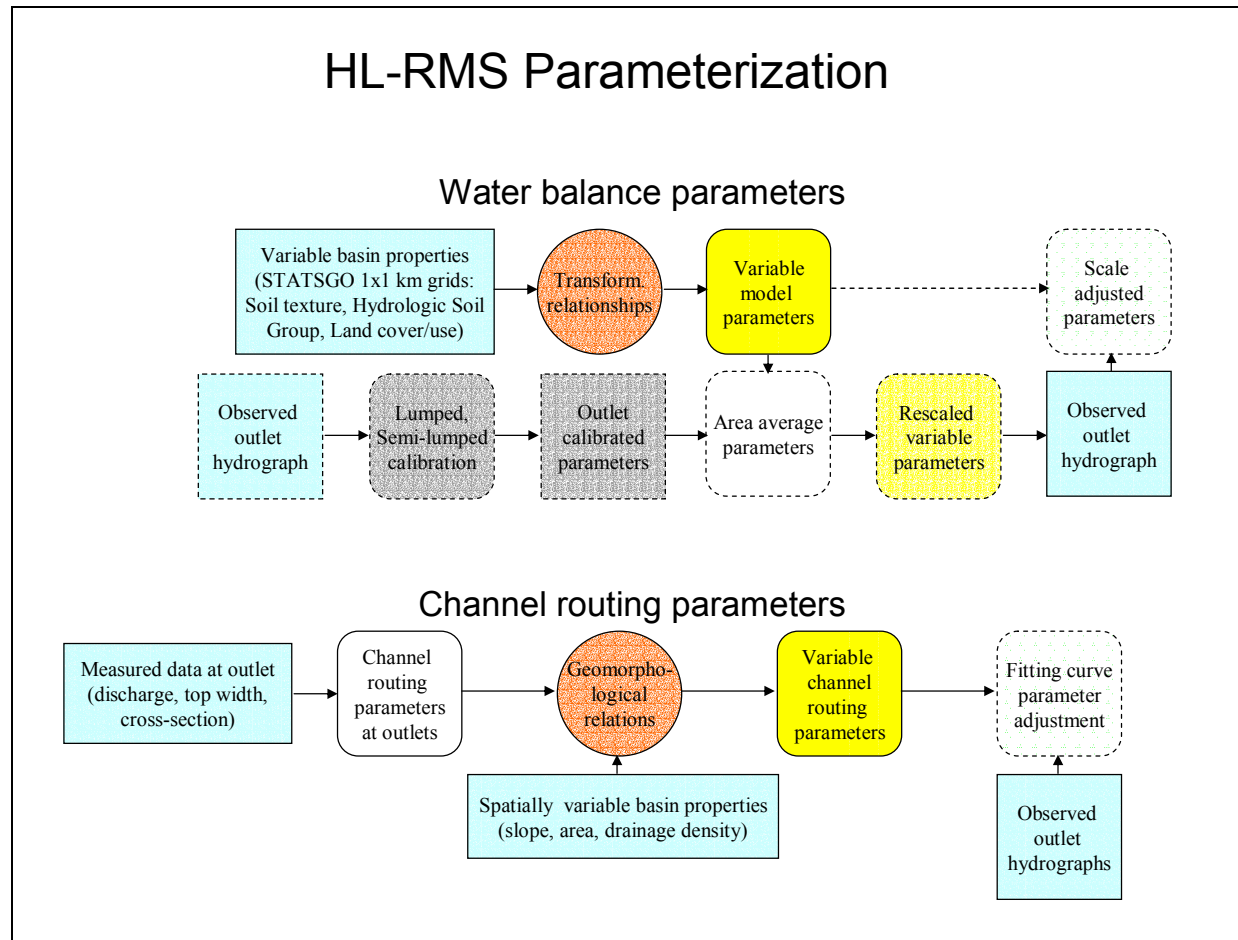 HL-RMS Parameterization
Water balance parameters
Variable basin properties
(STATSGO 1x1 km grids:
Soil texture, Hydrologic Soil
Group, Land cover/use)
Transform.
relationships
Variable
model
parameters
Scale
adjusted
parameters
Observed
outlet
hydrograph
Lumped,
Semi-lumped
calibration
Outlet
calibrated
parameters
Area average
parameters
Rescaled
variable
parameters
Observed
outlet
hydrograph
Channel routing parameters
Measured data at outlet
(discharge, top width,
cross-section)
Channel
routing
parameters
at outlets
Geomorpho-
logical
relations
Variable
channel
routing
parameters
Fitting curve
parameter
adjustment
Spatially variable basin properties
(slope, area, drainage density)
Observed
outlet
hydrographs